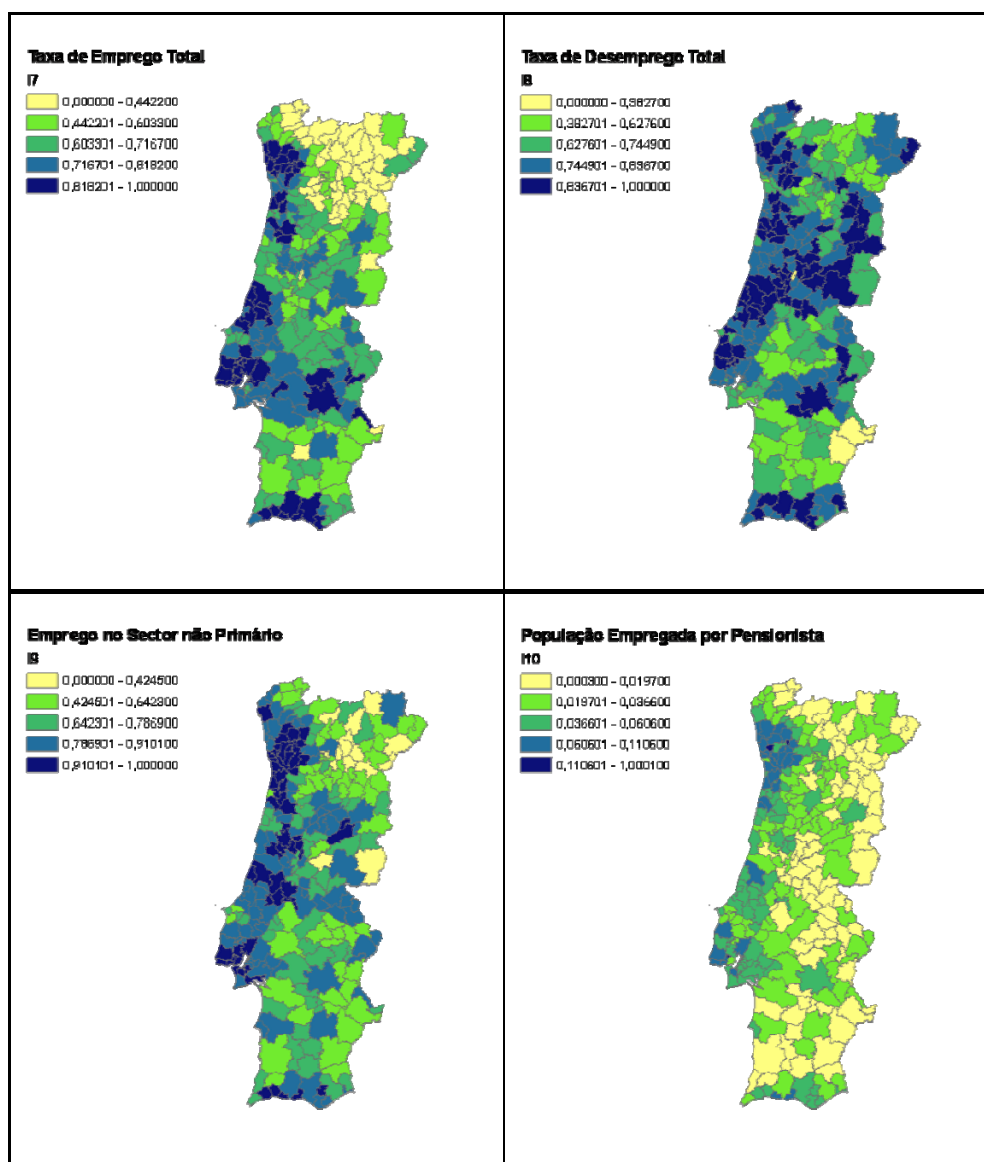 Taxa de Emprego Total
I7
0,000000 - 0,442200
0,442201 - 0,603300
0,603301 - 0,716700
0,716701 - 0,818200
0,818201 - 1,000000
Taxa de Desemprego Total
I8
0,000000 - 0,382700
0,382701 - 0,627600
0,627601 - 0,744900
0,744901 - 0,836700
0,836701 - 1,000000
Emprego no Sector não Primário
I9
0,000000 - 0,424500
0,424501 - 0,642300
0,642301 - 0,786900
0,786901 - 0,910100
0,910101 - 1,000000
População Empregada por Pensionista
I10
0,000300 - 0,019700
0,019701 - 0,036600
0,036601 - 0,060600
0,060601 - 0,110600
0,110601 - 1,000100